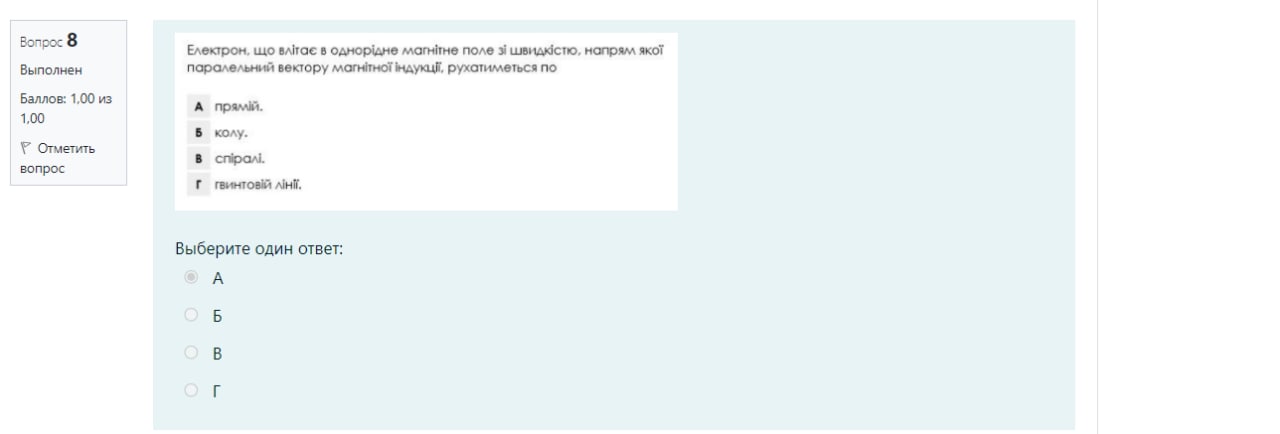 Вопрос 8
Выполнен
Баллов: 1,00 из
1,00
Отметить
вопрос
Електрон, що влітає в однорідне магнітне поле зі швидкістю, напрям якої
паралельний вектору магнітної індукції, рухатиметься по
А прямій.
Б колу.
В спіралі.
Г гвинтовій лінії.
Выберите один ответ:
А
Б
В
Г